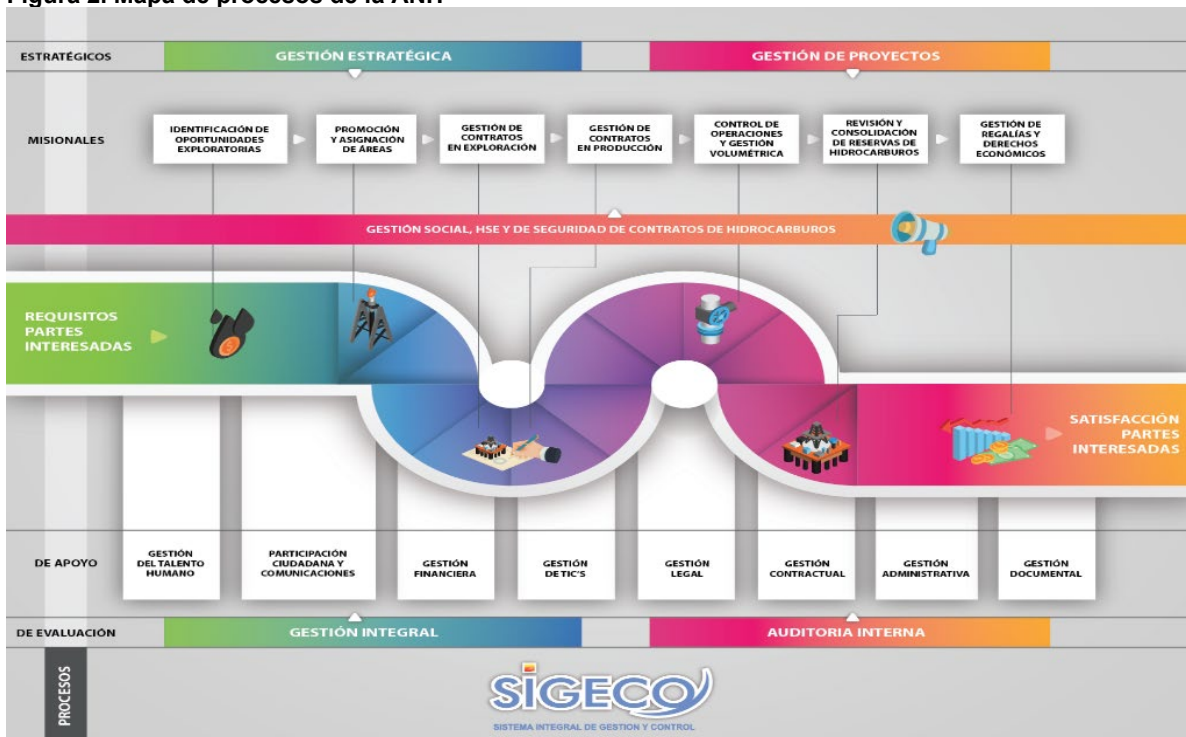 Figura 2. Mapa de procesos de la ANH
ESTRATÉGICOS
GESTIÓN ESTRATÉGICA
GESTIÓN DE PROYECTOS
MISIONALES
IDENTIFICACIÓN DE
OPORTUNIDADES
EXPLORATORIAS
PROMOCIÓN
Y ASIGNACIÓN
DE ÁREAS
GESTIÓN DE
CONTRATOS
EN EXPLORACIÓN
GESTIÓN DE
CONTRATOS
EN PRODUCCIÓN
CONTROL DE
OPERACIONES
Y GESTIÓN
VOLUMÉTRICA
REVISIÓN Y
CONSOLIDACIÓN
DE RESERVAS DE
HIDROCARBUROS
GESTIÓN DE
REGALÍAS Y
DERECHOS
ECONÓMICOS
GESTIÓN SOCIAL, HSE Y DE SEGURIDAD DE CONTRATOS DE HIDROCARBUROS
REQUISITOS
PARTES
INTERESADAS
SATISFACCIÓN
PARTES
INTERESADAS
DE APOYO
GESTIÓN
DEL TALENTO
HUMANO
PARTICIPACIÓN
CIUDADANA Y
COMUNICACIONES
GESTIÓN
FINANCIERA
GESTIÓN
DE TIC'S
GESTIÓN
LEGAL
GESTIÓN
CONTRACTUAL
GESTIÓN
ADMINISTRATIVA
GESTIÓN
DOCUMENTAL
DE EVALUACIÓN
GESTIÓN INTEGRAL
AUDITORIA INTERNA
PROCESOS
SIGECO
SISTEMA INTEGRAL DE GESTION Y CONTROL